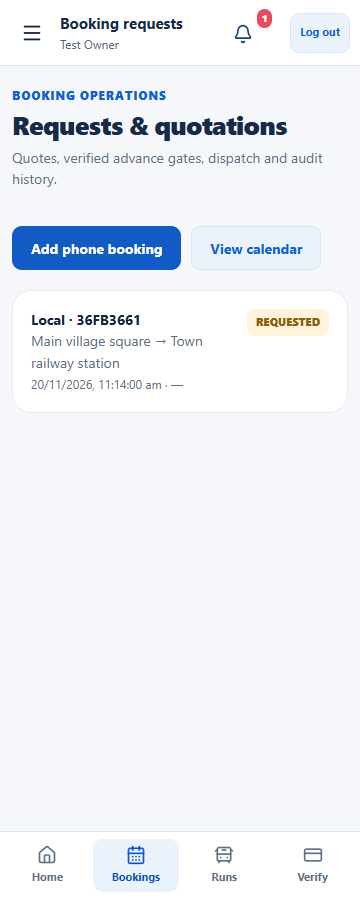 Booking requests
Test Owner
1
Log out
BOOKING OPERATIONS
Requests & quotations
Quotes, verified advance gates, dispatch and audit
history.
Add phone booking
View calendar
Local · 36FB3661
REQUESTED
Main village square → Town
railway station
20/11/2026, 11:14:00 am · —
Home
Bookings
Runs
Verify